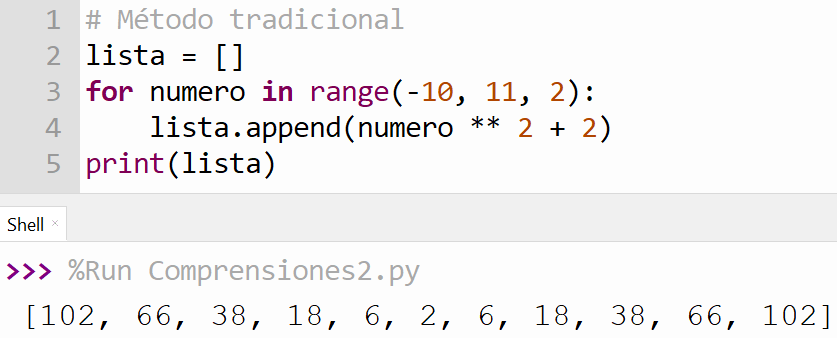 1 # Método tradicional
2 lista = []
3 for numero in range(-10, 11, 2):
4     lista.append(numero ** 2 + 2)
5 print(lista)
Shell ×
>>> %Run Comprensiones2.py
[102, 66, 38, 18, 6, 2, 6, 18, 38, 66, 102]